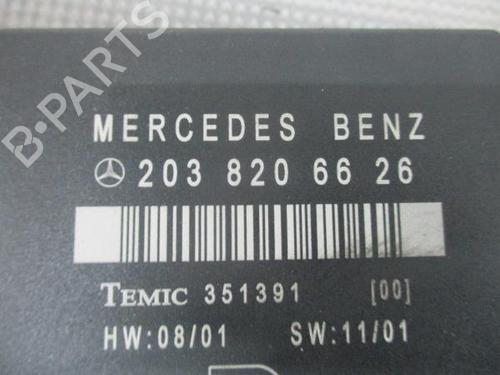 B-PARTS
MERCEDES BENZ
203 820 66 26
TEMIC 351391 [00]
HW:08/01 SW:11/01